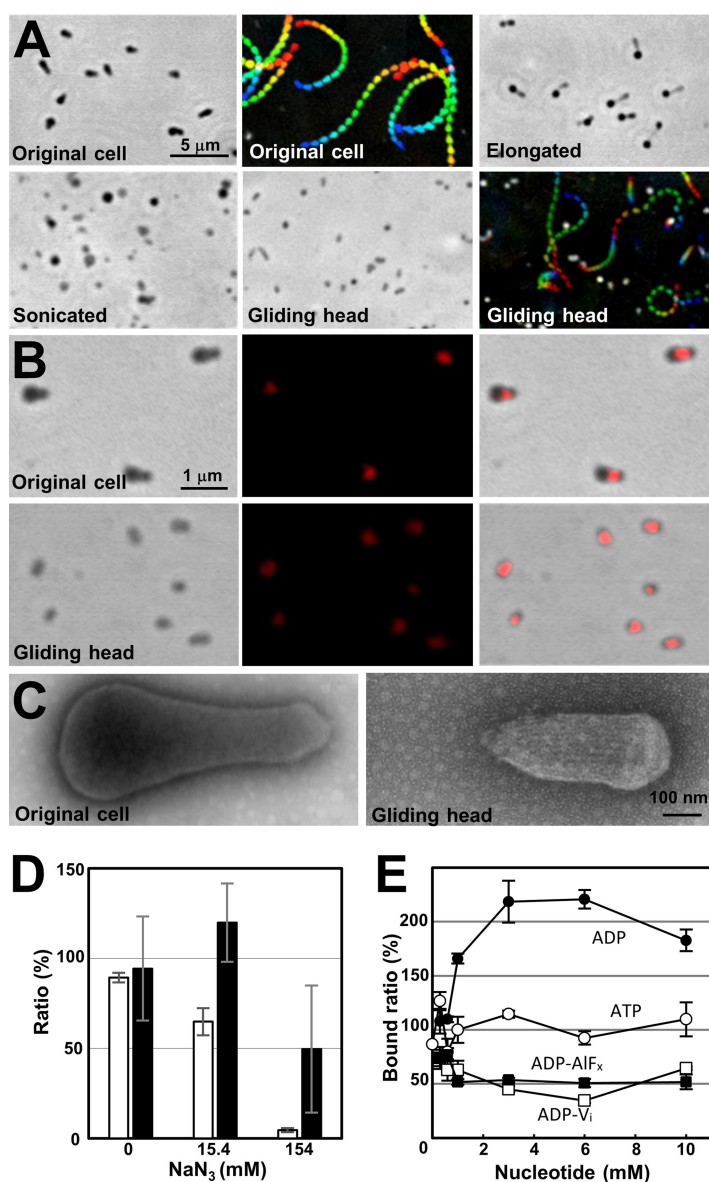 A
Original cell
5 μm
Original cell
Elongated
Sonicated
Gliding head
Gliding head
B
Original cell
1 μm
Gliding head
C
Original cell
Gliding head
100 nm
D
150
100
50
0
Ratio (%)
0
15.4
154
NaN₃ (mM)
E
200
150
100
50
0
Bound ratio (%)
ADP
ATP
ADP-AlFₓ
ADP-Vᵢ
0 2 4 6 8 10
Nucleotide (mM)